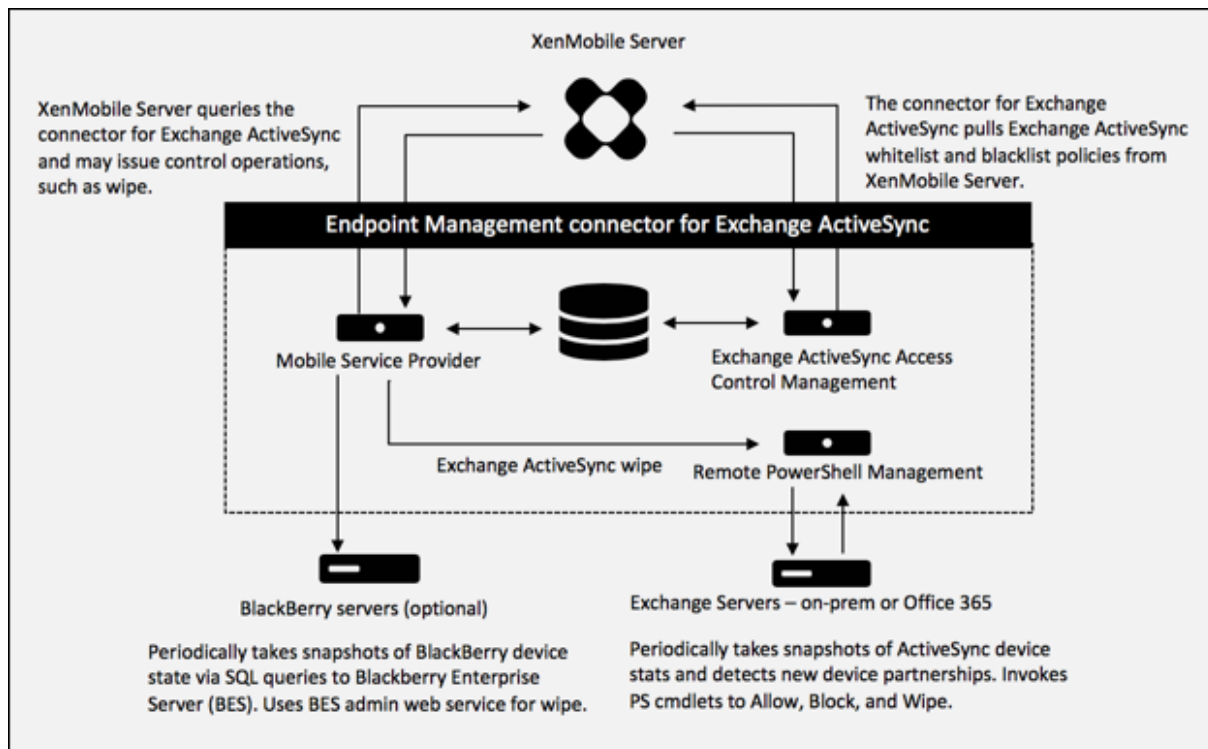 XenMobile Server
XenMobile Server queries the
connector for Exchange ActiveSync
and may issue control operations,
such as wipe.
The connector for Exchange
ActiveSync pulls Exchange ActiveSync
whitelist and blacklist policies from
XenMobile Server.
Endpoint Management connector for Exchange ActiveSync
Mobile Service Provider
Exchange ActiveSync Access
Control Management
Exchange ActiveSync wipe
Remote PowerShell Management
BlackBerry servers (optional)
Periodically takes snapshots of BlackBerry device
state via SQL queries to Blackberry Enterprise
Server (BES). Uses BES admin web service for wipe.
Exchange Servers – on-prem or Office 365
Periodically takes snapshots of ActiveSync device
stats and detects new device partnerships. Invokes
PS cmdlets to Allow, Block, and Wipe.